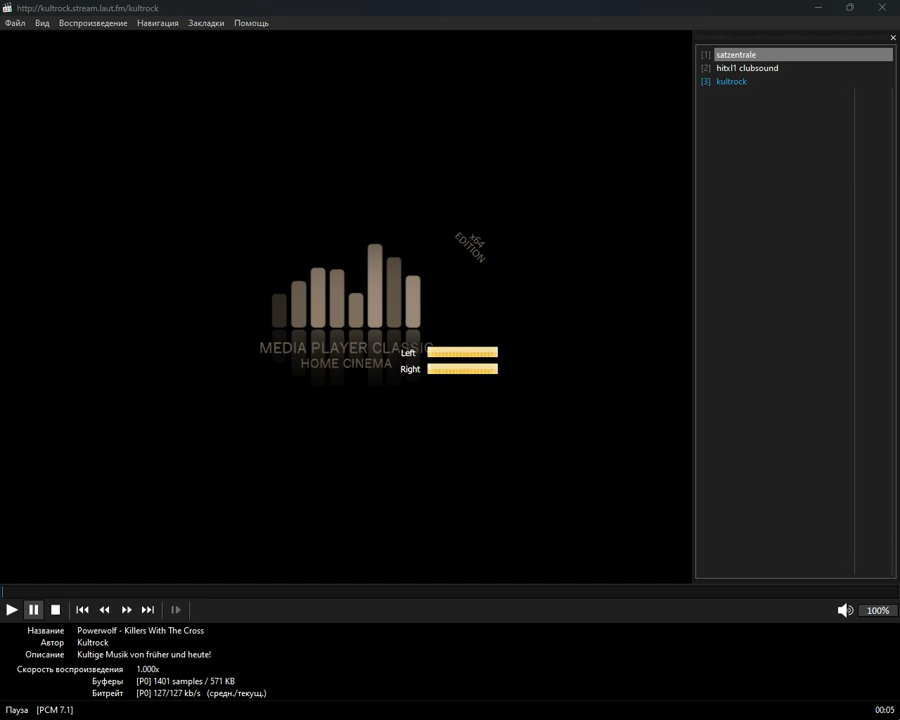 http://kultrock.stream.laut.fm/kultrock
Файл Вид Воспроизведение Навигация Закладки Помощь
[1] satzentrale
[2] hitxl1 clubsound
[3] kultrock
x64
EDITION
MEDIA PLAYER CLASSIC
HOME CINEMA
Left
Right
100%
Название Powerwolf - Killers With The Cross
Автор Kultrock
Описание Kultige Musik von früher und heute!
Скорость воспроизведения 1.000x
Буферы [P0] 1401 samples / 571 KB
Битрейт [P0] 127/127 kb/s (средн./текущ.)
Пауза [PCM 7.1] 00:05